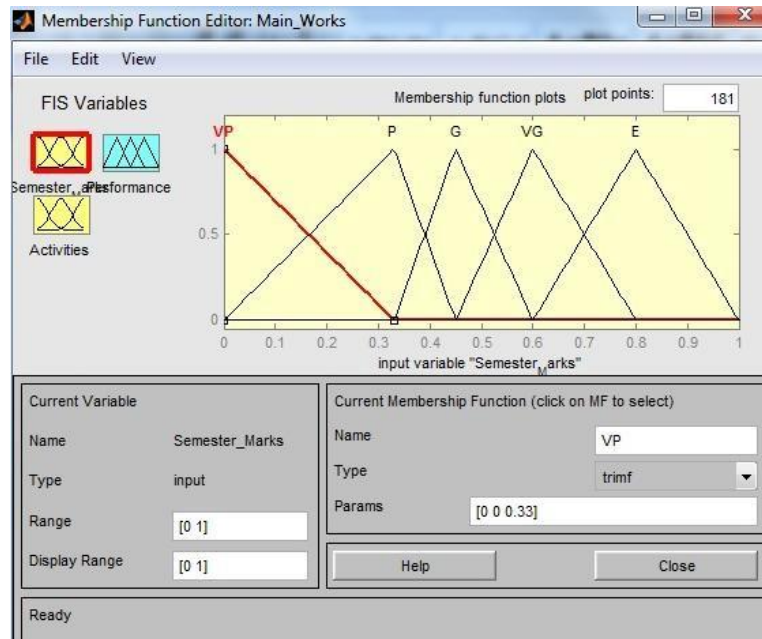 Membership Function Editor: Main_Works
File Edit View
FIS Variables
Membership function plots plot points: 181
VP P G VG E
1
0.5
0
0 0.1 0.2 0.3 0.4 0.5 0.6 0.7 0.8 0.9 1
input variable "Semester_Marks"
Semester_Marks Performance
Activities
Current Variable
Name Semester_Marks
Type input
Range [0 1]
Display Range [0 1]
Current Membership Function (click on MF to select)
Name VP
Type trimf
Params [0 0 0.33]
Help Close
Ready